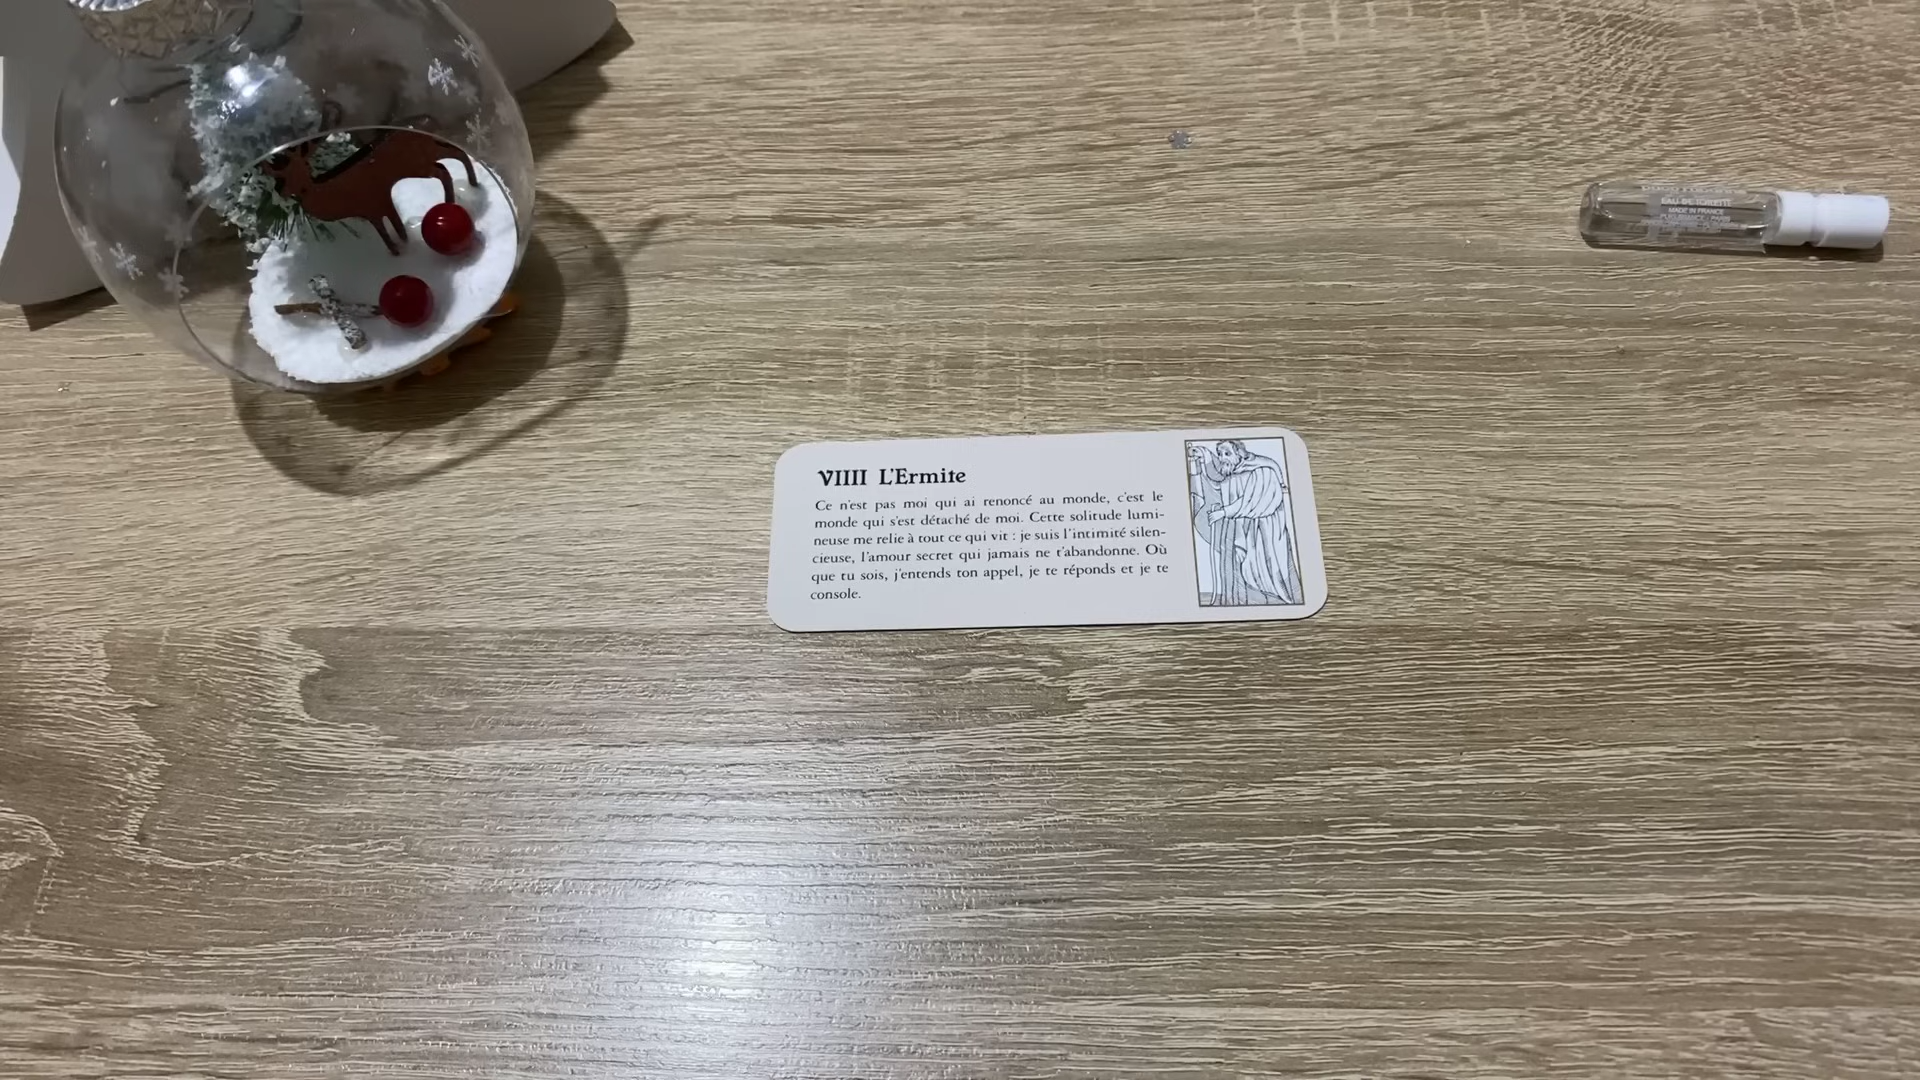 VIIII L'Ermite
Ce n'est pas moi qui ai renoncé au monde, c'est le
monde qui s'est détaché de moi. Cette solitude lumi-
neuse me relie à tout ce qui vit : je suis l'intimité silen-
cieuse, l'amour secret qui jamais ne t'abandonne. Où
que tu sois, j'entends ton appel, je te réponds et je te
console.
EAU DE TOILETTE
MADE IN FRANCE